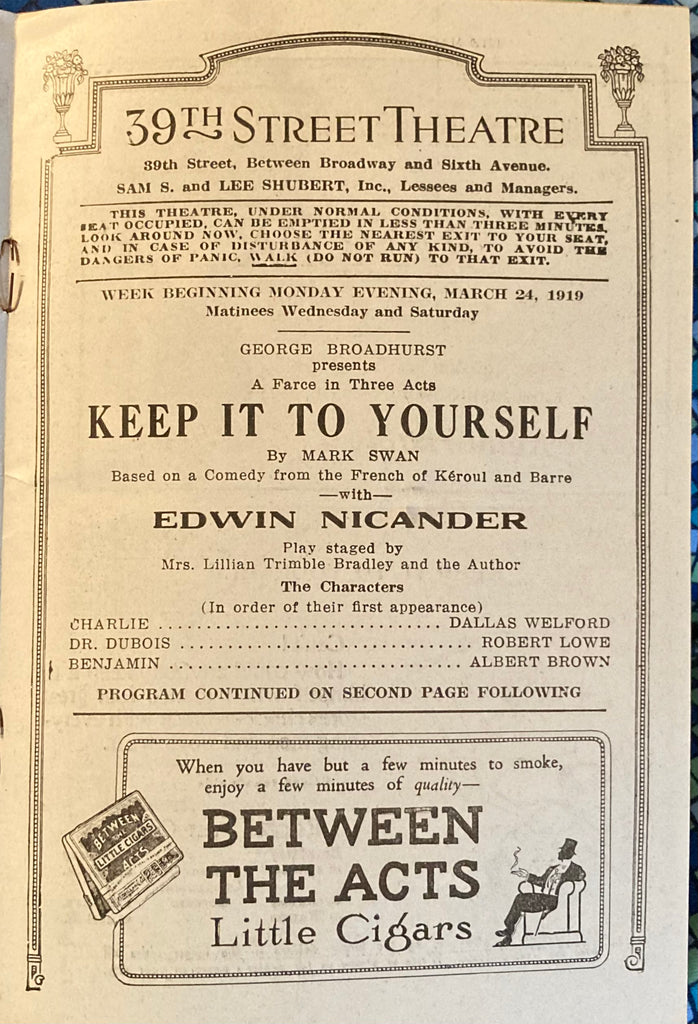 39TH STREET THEATRE
39th Street, Between Broadway and Sixth Avenue.
SAM S. and LEE SHUBERT, Inc., Lessees and Managers.
THIS THEATRE, UNDER NORMAL CONDITIONS, WITH EVERY
SEAT OCCUPIED, CAN BE EMPTIED IN LESS THAN THREE MINUTES.
LOOK AROUND NOW, CHOOSE THE NEAREST EXIT TO YOUR SEAT,
AND IN CASE OF DISTURBANCE OF ANY KIND, TO AVOID THE
DANGERS OF PANIC, WALK (DO NOT RUN) TO THAT EXIT.
WEEK BEGINNING MONDAY EVENING, MARCH 24, 1919
Matinees Wednesday and Saturday
GEORGE BROADHURST
presents
A Farce in Three Acts
KEEP IT TO YOURSELF
By MARK SWAN
Based on a Comedy from the French of Kéroul and Barre
—with—
EDWIN NICANDER
Play staged by
Mrs. Lillian Trimble Bradley and the Author
The Characters
(In order of their first appearance)
CHARLIE ............................. DALLAS WELFORD
DR. DUBOIS .............................. ROBERT LOWE
BENJAMIN .............................. ALBERT BROWN
PROGRAM CONTINUED ON SECOND PAGE FOLLOWING
When you have but a few minutes to smoke,
enjoy a few minutes of quality—
BETWEEN
THE ACTS
Little Cigars
BETWEEN
THE
ACTS
LITTLE CIGARS